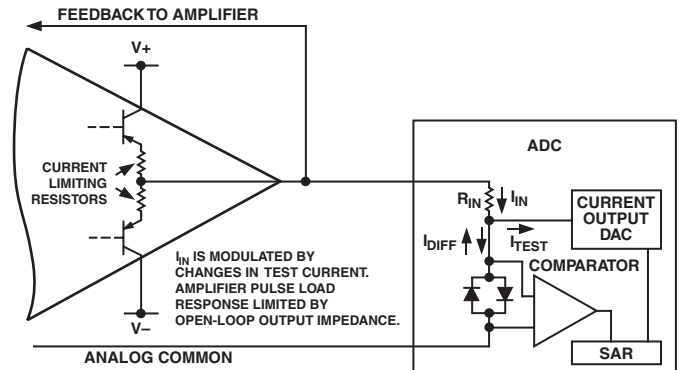 FEEDBACK TO AMPLIFIER
V+
ADC
CURRENT
LIMITING
RESISTORS
R_IN
I_IN
CURRENT
OUTPUT
DAC
I_DIFF
I_TEST
I_IN IS MODULATED BY
CHANGES IN TEST CURRENT.
AMPLIFIER PULSE LOAD
RESPONSE LIMITED BY
OPEN-LOOP OUTPUT IMPEDANCE.
COMPARATOR
V–
SAR
ANALOG COMMON